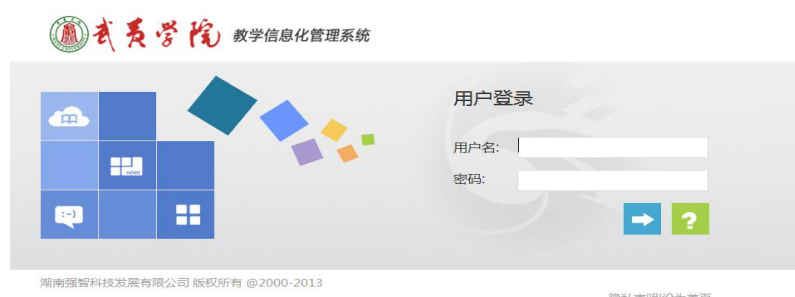 武夷学院 教学信息化管理系统
用户登录
NEWS
用户名:
:-)
密码:
?
湖南强智科技发展有限公司 版权所有 @2000-2013